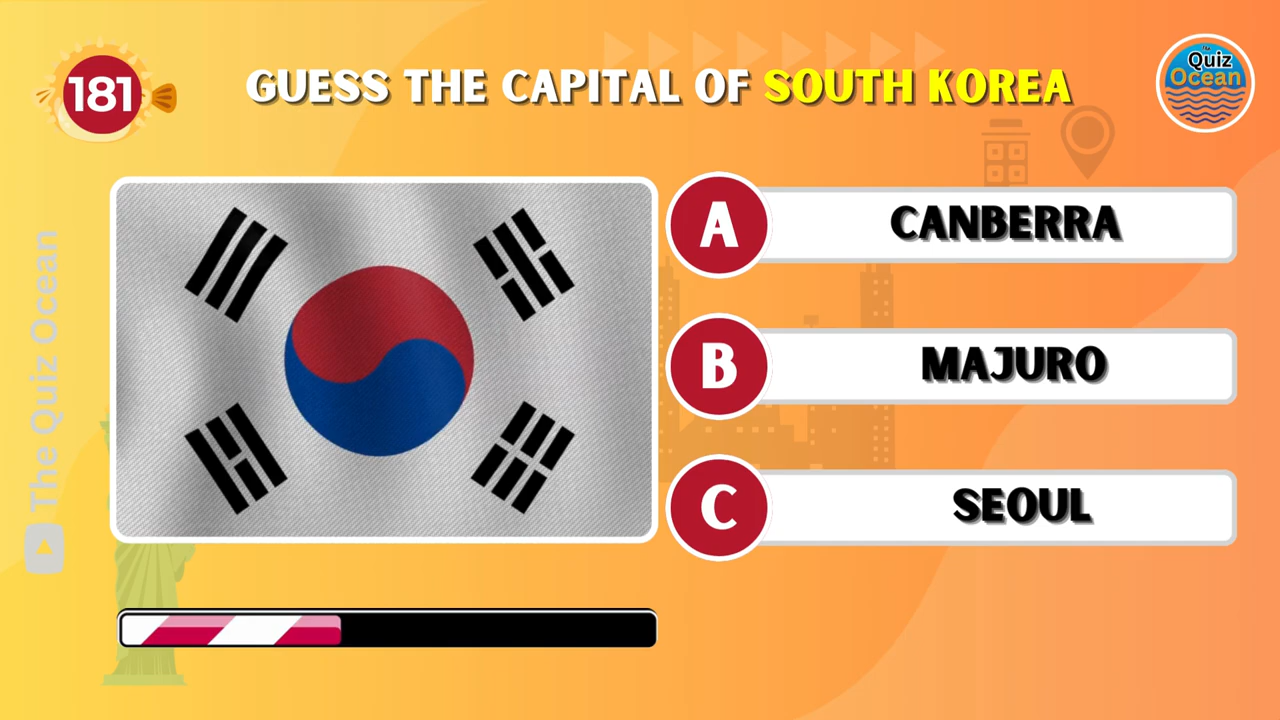 181
GUESS THE CAPITAL OF SOUTH KOREA
The
Quiz
Ocean
A
CANBERRA
B
MAJURO
C
SEOUL
The Quiz Ocean